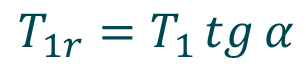 T₁ᵣ = T₁ tg α